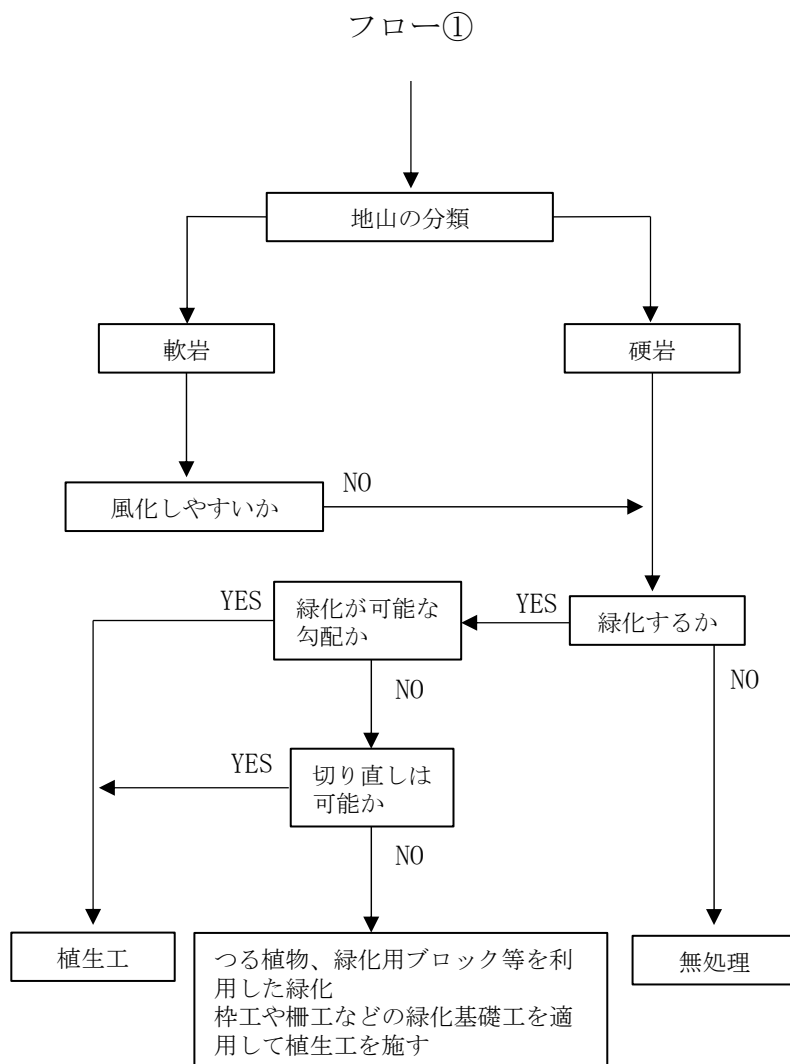 フロー①
地山の分類
軟岩
硬岩
風化しやすいか
NO
YES
緑化が可能な
勾配か
YES
緑化するか
NO
NO
YES
切り直しは
可能か
NO
植生工
つる植物、緑化用ブロック等を利
用した緑化
枠工や柵工などの緑化基礎工を適
用して植生工を施す
無処理